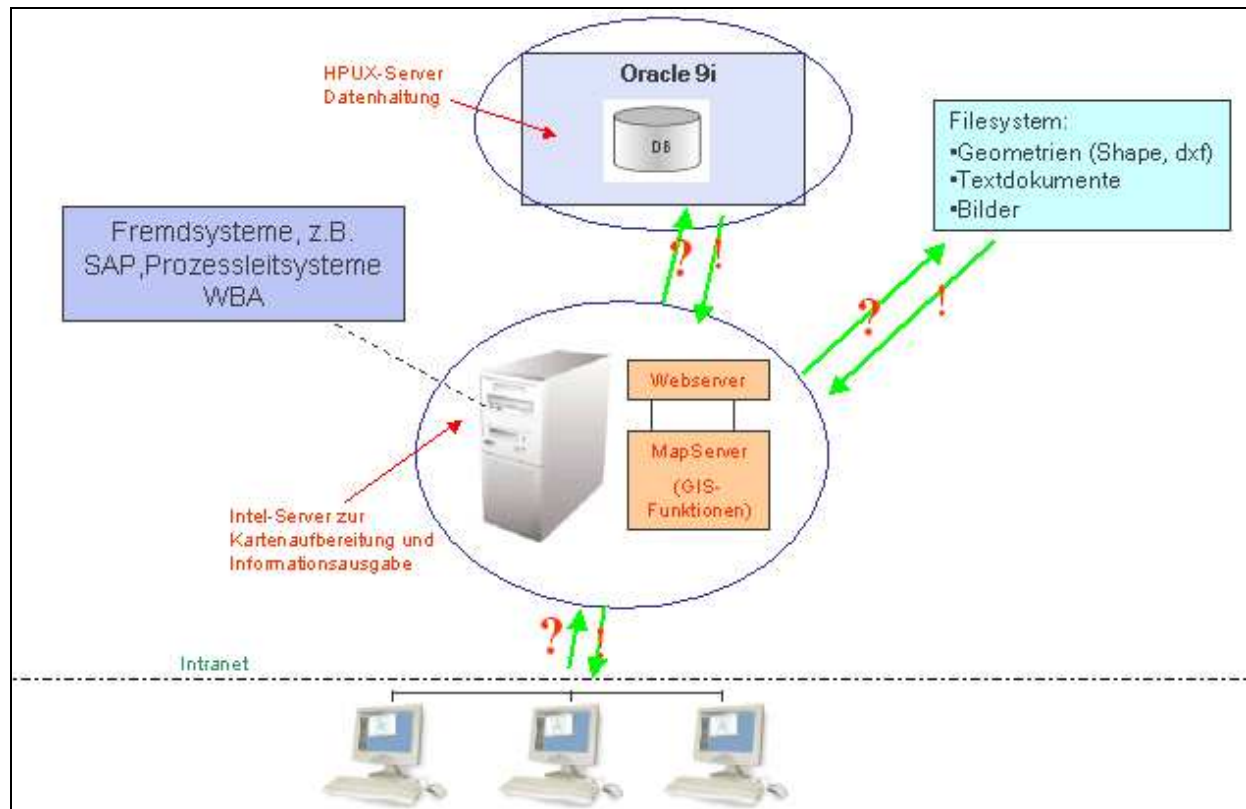 HPUX-Server
Datenhaltung
Oracle 9i
DB
Filesystem:
▪Geometrien (Shape, dxf)
▪Textdokumente
▪Bilder
Fremdsysteme, z.B.
SAP,Prozessleitsysteme
WBA
? !
? !
Webserver
MapServer
(GIS-
Funktionen)
Intel-Server zur
Kartenaufbereitung und
Informationsausgabe
? !
Intranet